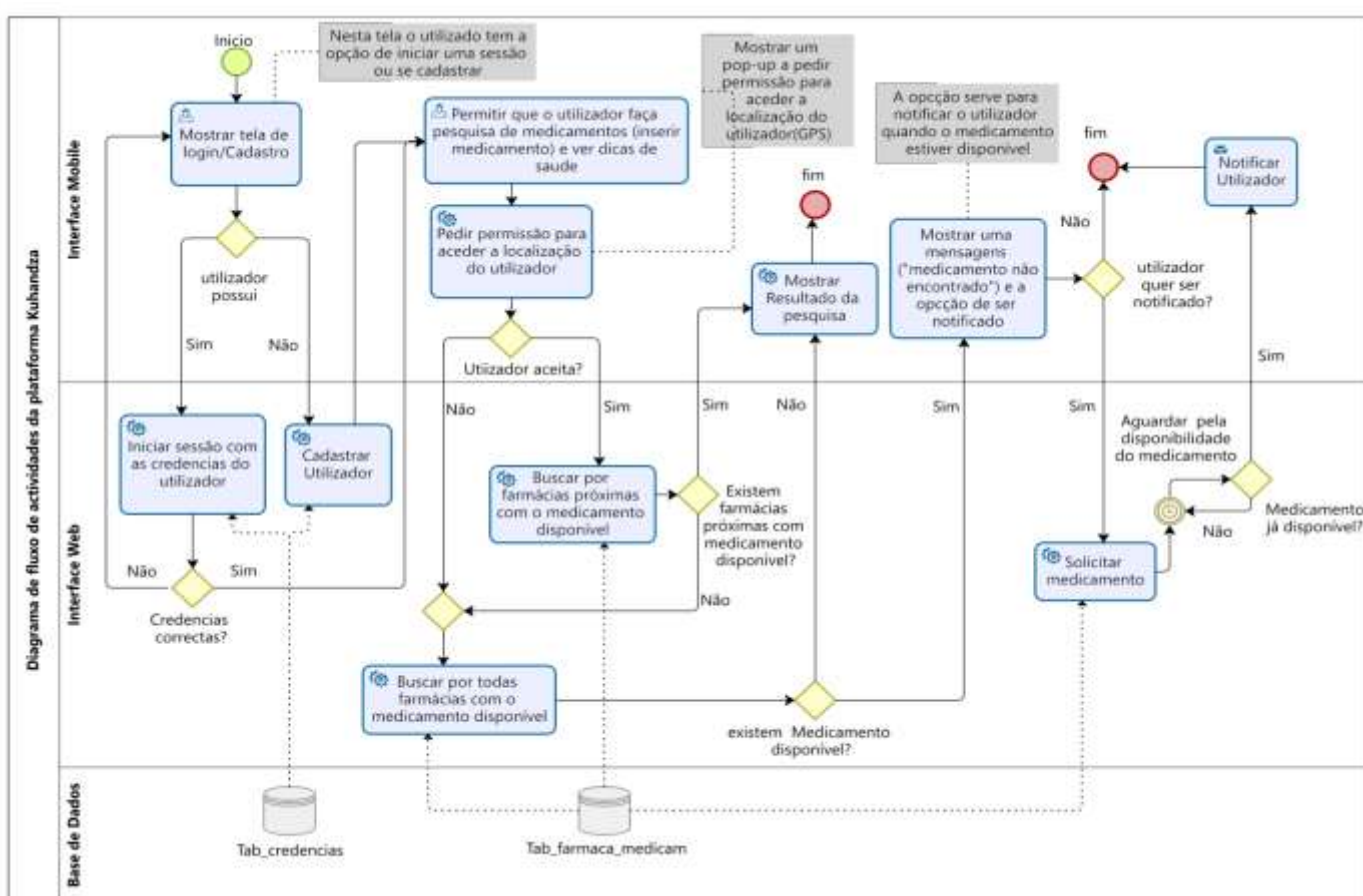 Diagrama de fluxo de actividades da plataforma Kuhandza
Interface Mobile
Inicio
Nesta tela o utilizado tem a
opção de iniciar uma sessão
ou se cadastrar
Mostrar tela de
login/Cadastro
utilizador
possui
Sim
Não
Permitir que o utilizador faça
pesquisa de medicamentos (inserir
medicamento) e ver dicas de
saude
Mostrar um
pop-up a pedir
permissão para
aceder a
localização do
utilizador(GPS)
Pedir permissão para
aceder a localização
do utilizador
Utiizador aceita?
fim
Mostrar
Resultado da
pesquisa
A opcção serve para
notificar o utilizador
quando o medicamento
estiver disponivel
Mostrar uma
mensagens
("medicamento não
encontrado") e a
opcção de ser
notificado
fim
Não
utilizador
quer ser
notificado?
Notificar
Utilizador
Sim
Interface Web
Iniciar sessão com
as credencias do
utilizador
Cadastrar
Utilizador
Não
Sim
Credencias
correctas?
Não
Sim
Buscar por
farmácias próximas
com o medicamento
disponivel
Sim
Existem
farmácias
próximas com
medicamento
disponivel?
Não
Buscar por todas
farmácias com o
medicamento disponível
Não
Sim
existem Medicamento
disponivel?
Sim
Solicitar
medicamento
Aguardar pela
disponibilidade
do medicamento
Não
Medicamento
já disponivel?
Base de Dados
Tab_credencias
Tab_farmaca_medicam